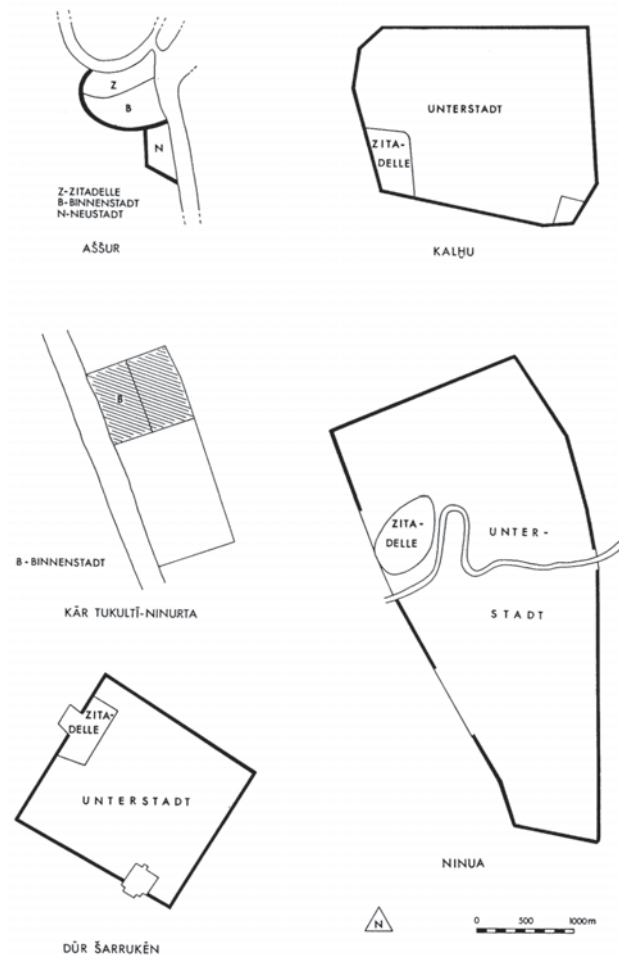 Z
B
N
Z-ZITADELLE
B-BINNENSTADT
N-NEUSTADT
AŠŠUR
UNTERSTADT
ZITA-
DELLE
KALḪU
B
B-BINNENSTADT
KĀR TUKULTĪ-NINURTA
ZITA-
DELLE
UNTER-
STADT
NINUA
ZITA-
DELLE
UNTERSTADT
DŪR ŠARRUKĒN
N
0 500 1000m